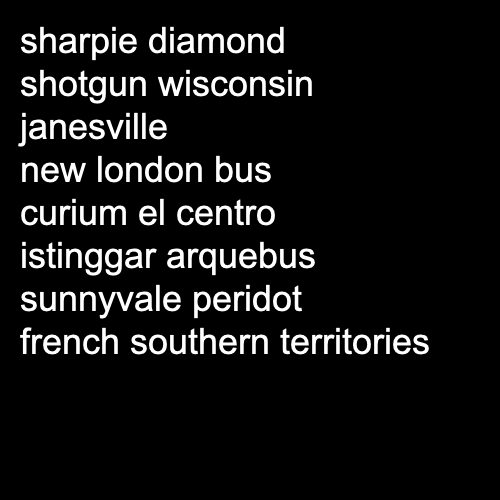 sharpie diamond
shotgun wisconsin
janesville
new london bus
curium el centro
istinggar arquebus
sunnyvale peridot
french southern territories